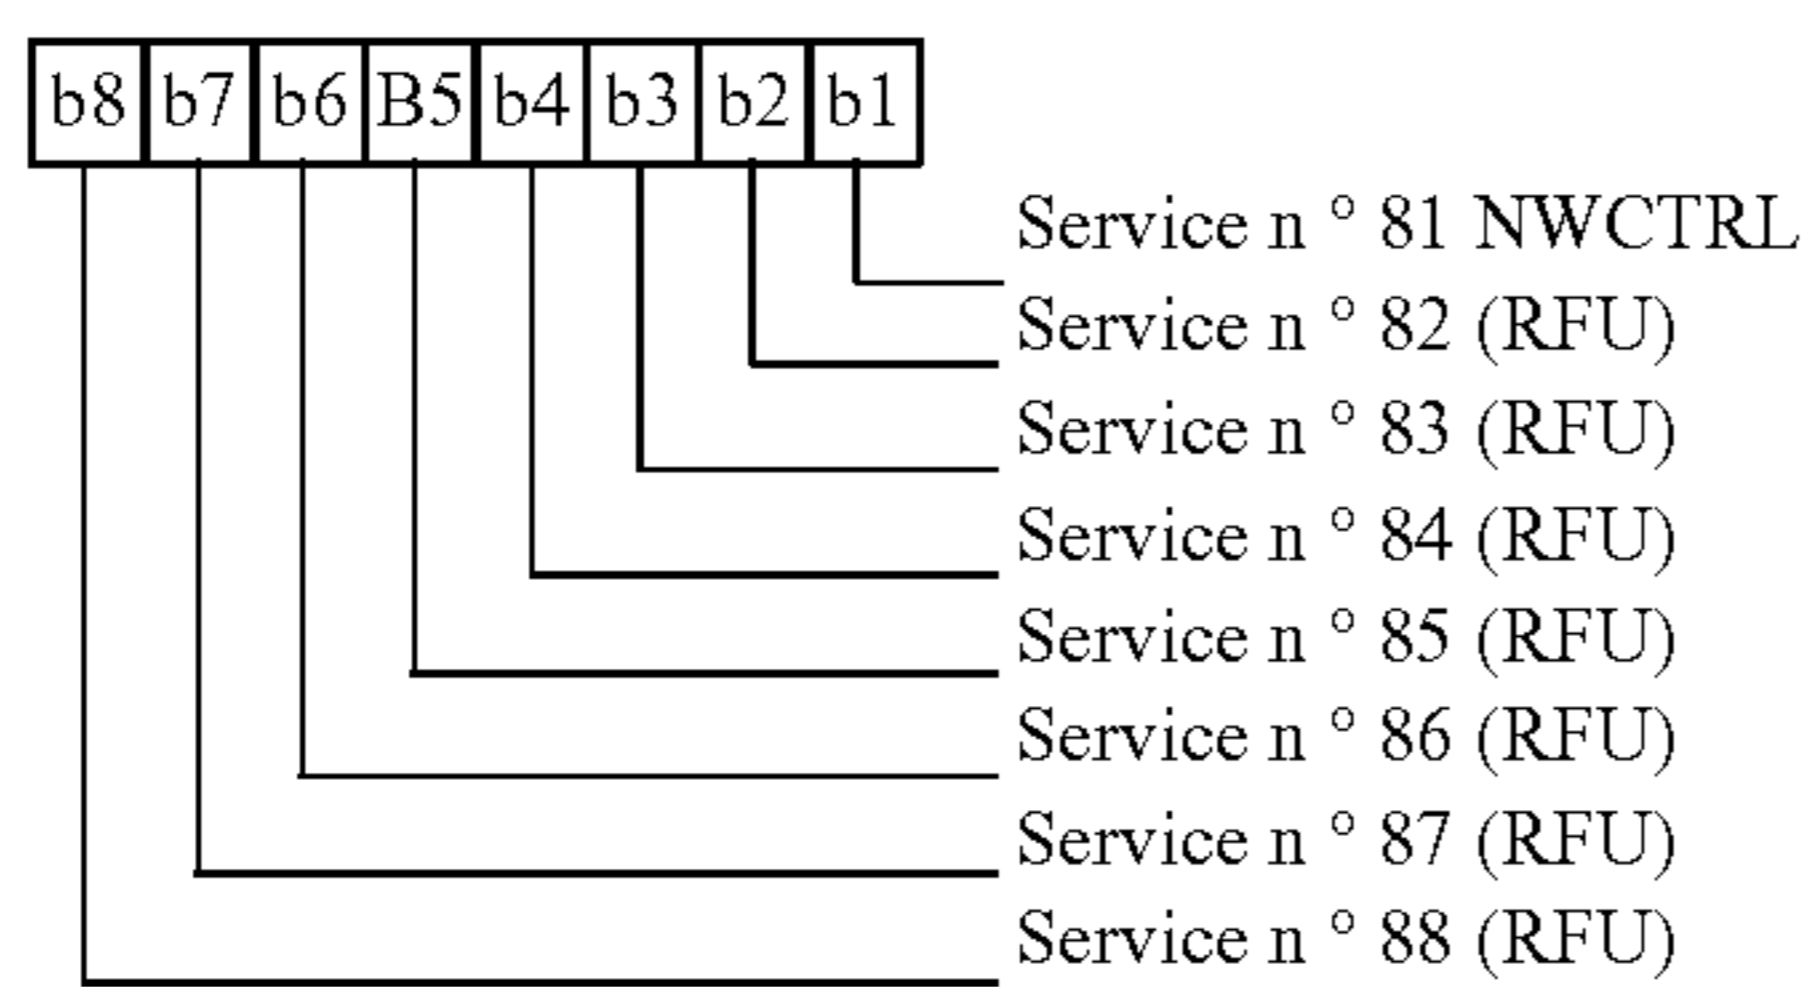 b8 b7 b6 B5 b4 b3 b2 b1
Service n ° 81 NWCTRL
Service n ° 82 (RFU)
Service n ° 83 (RFU)
Service n ° 84 (RFU)
Service n ° 85 (RFU)
Service n ° 86 (RFU)
Service n ° 87 (RFU)
Service n ° 88 (RFU)